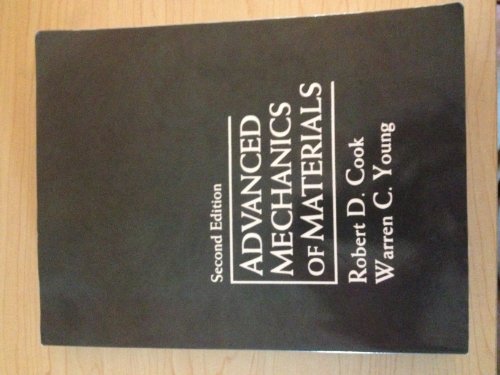 Second Edition
ADVANCED
MECHANICS
OF MATERIALS
Robert D. Cook
Warren C. Young